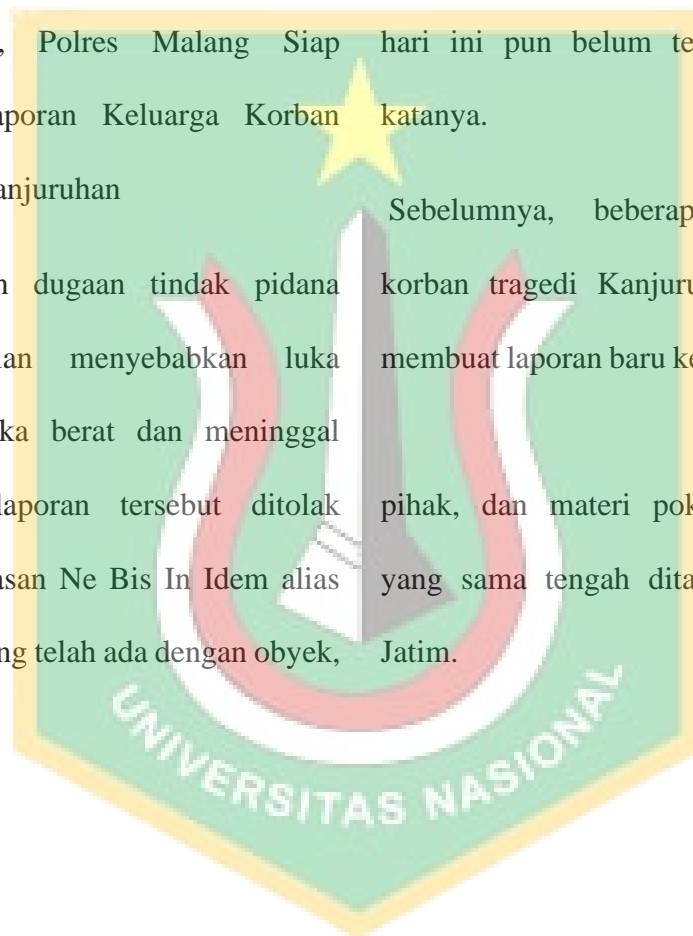 , Polres Malang Siap
aporan Keluarga Korban
anjuruhan
n dugaan tindak pidana
an menyebabkan luka
ka berat dan meninggal
laporan tersebut ditolak
asan Ne Bis In Idem alias
ng telah ada dengan obyek,
hari ini pun belum te
katanya.
Sebelumnya, beberap
korban tragedi Kanjuru
membuat laporan baru ke
pihak, dan materi pok
yang sama tengah dita
Jatim.
UNIVERSITAS NASIONAL